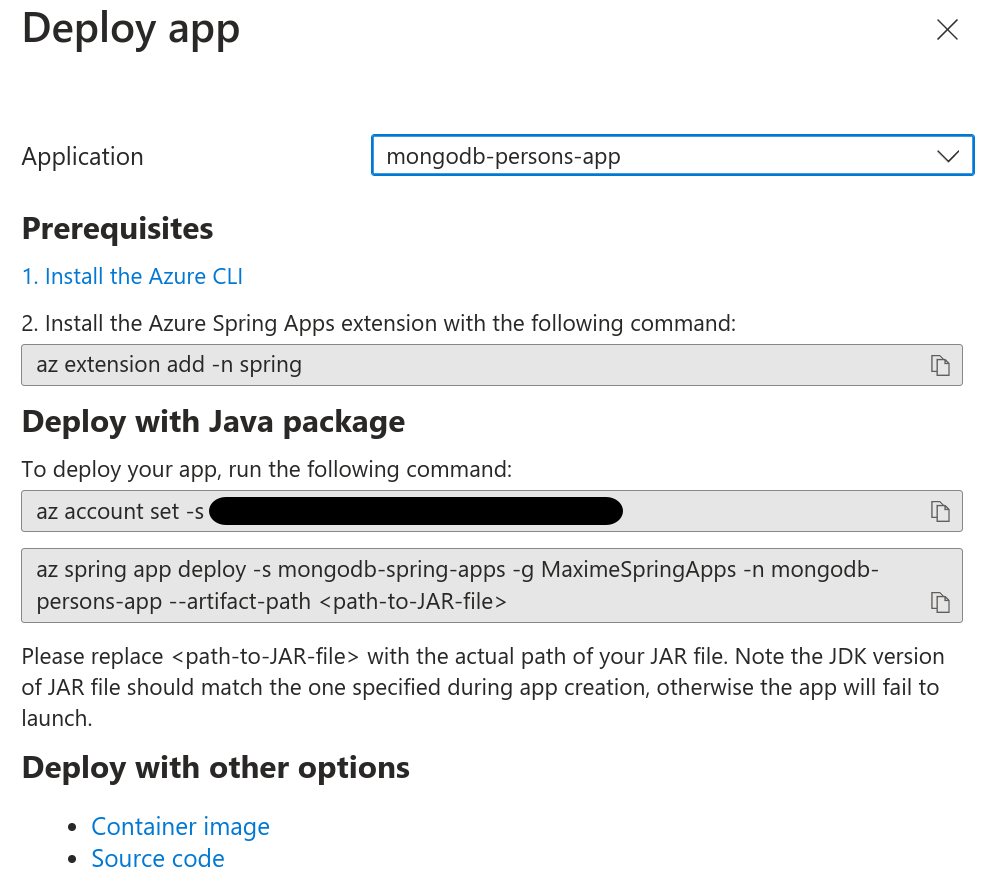 Deploy app
Application
mongodb-persons-app
Prerequisites
1. Install the Azure CLI
2. Install the Azure Spring Apps extension with the following command:
az extension add -n spring
Deploy with Java package
To deploy your app, run the following command:
az account set -s
az spring app deploy -s mongodb-spring-apps -g MaximeSpringApps -n mongodb-
persons-app --artifact-path <path-to-JAR-file>
Please replace <path-to-JAR-file> with the actual path of your JAR file. Note the JDK version
of JAR file should match the one specified during app creation, otherwise the app will fail to
launch.
Deploy with other options
• Container image
• Source code